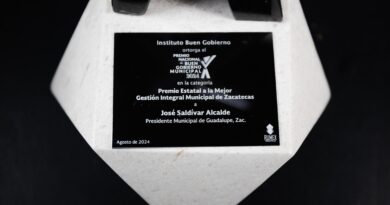 Instituto Buen Gobierno
otorga el
PREMIO
NACIONAL
AL BUEN
GOBIERNO
MUNICIPAL
2024
en la categoría
Premio Estatal a la Mejor
Gestión Integral Municipal de Zacatecas
a
José Saldívar Alcalde
Presidente Municipal de Guadalupe, Zac.
Agosto de 2024